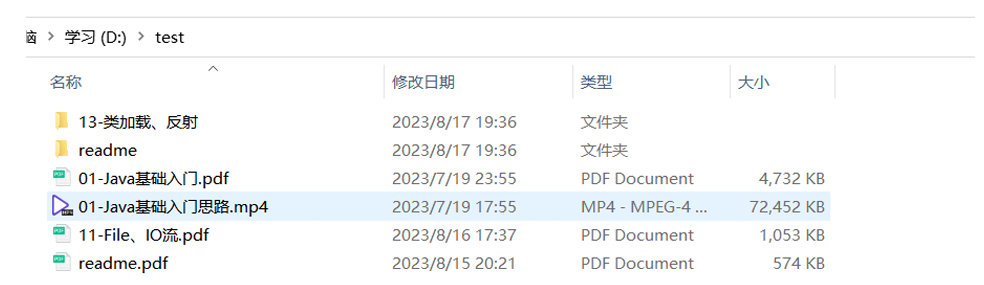 脑 > 学习 (D:) > test
名称 修改日期 类型 大小
13-类加载、反射 2023/8/17 19:36 文件夹
readme 2023/8/17 19:36 文件夹
01-Java基础入门.pdf 2023/7/19 23:55 PDF Document 4,732 KB
01-Java基础入门思路.mp4 2023/7/19 17:55 MP4 - MPEG-4 ... 72,452 KB
11-File、IO流.pdf 2023/8/16 17:37 PDF Document 1,053 KB
readme.pdf 2023/8/15 20:21 PDF Document 574 KB